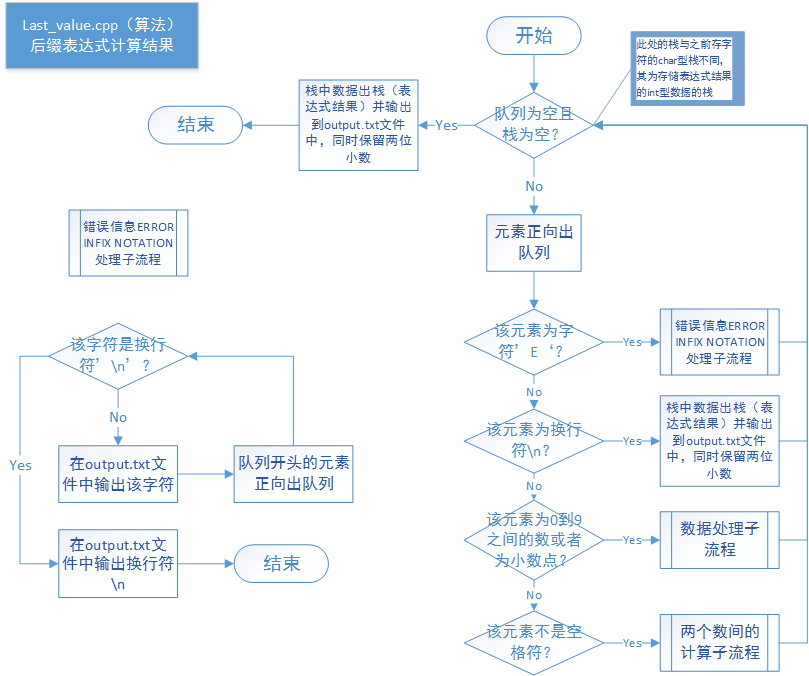 Last_value.cpp（算法）
后缀表达式计算结果
开始
此处的栈与之前存字
符的char型栈不同，
其为存储表达式结果
的int型数据的栈
队列为空且
栈为空？
Yes
栈中数据出栈（表
达式结果）并输出
到output.txt文件
中，同时保留两位
小数
结束
No
元素正向出
队列
错误信息ERROR
INFIX NOTATION
处理子流程
该元素为字
符’E‘？
Yes
错误信息ERROR
INFIX NOTATION
处理子流程
No
该元素为换行
符\n？
Yes
栈中数据出栈（表
达式结果）并输出
到output.txt文件
中，同时保留两位
小数
No
该元素为0到9
之间的数或者
为小数点？
Yes
数据处理子
流程
No
该元素不是空
格符？
Yes
两个数间的
计算子流程
该字符是换行
符’\n’？
No
Yes
在output.txt文
件中输出该字符
队列开头的元素
正向出队列
在output.txt文
件中输出换行符
\n
结束